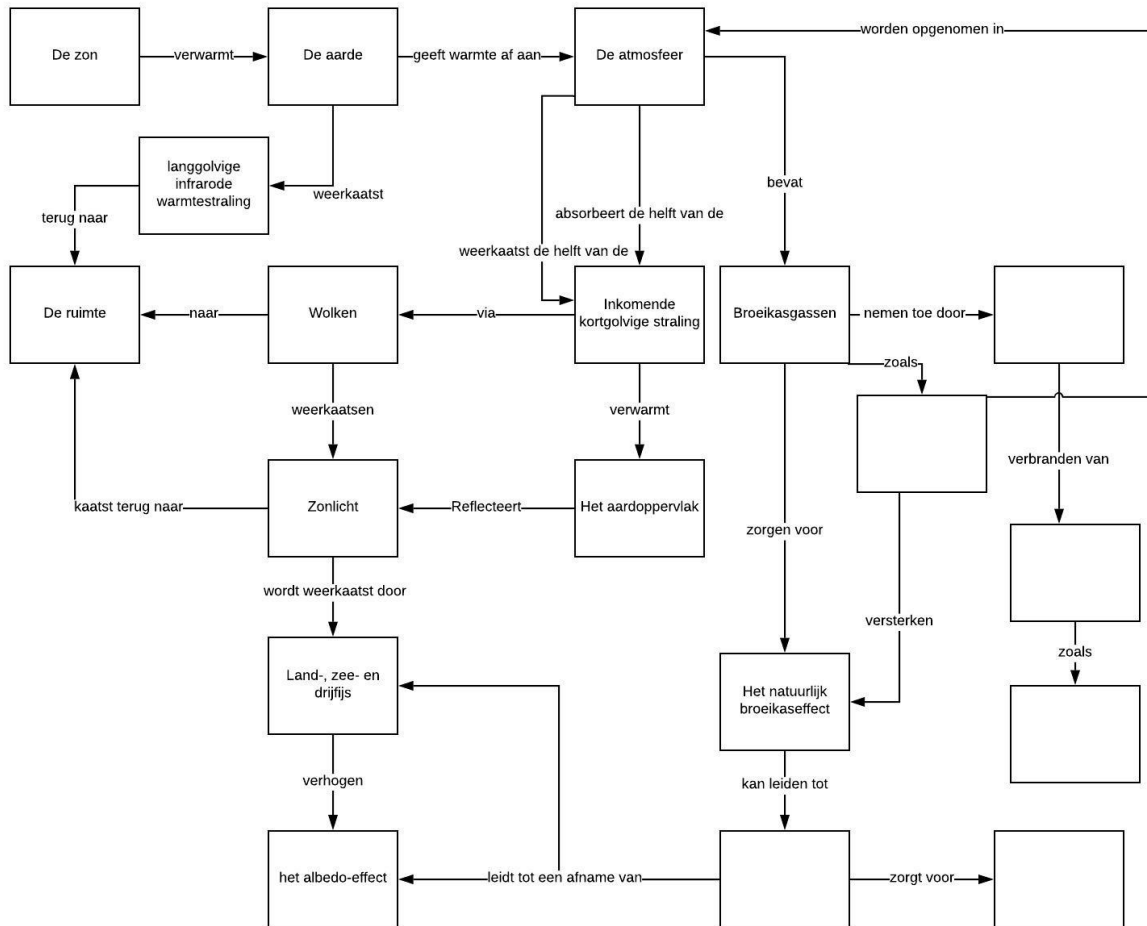 worden opgenomen in
De zon
verwarmt
De aarde
geeft warmte af aan
De atmosfeer
langgolvige
infrarode
warmtestraling
weerkaatst
bevat
terug naar
absorbeert de helft van de
weerkaatst de helft van de
De ruimte
naar
Wolken
via
Inkomende
kortgolvige straling
Broeikasgassen
nemen toe door
zoals
weerkaatsen
verwarmt
verbranden van
kaatst terug naar
Zonlicht
Reflecteert
Het aardoppervlak
zorgen voor
wordt weerkaatst door
versterken
zoals
Land-, zee- en
drijfijs
Het natuurlijk
broeikaseffect
verhogen
kan leiden tot
het albedo-effect
leidt tot een afname van
zorgt voor